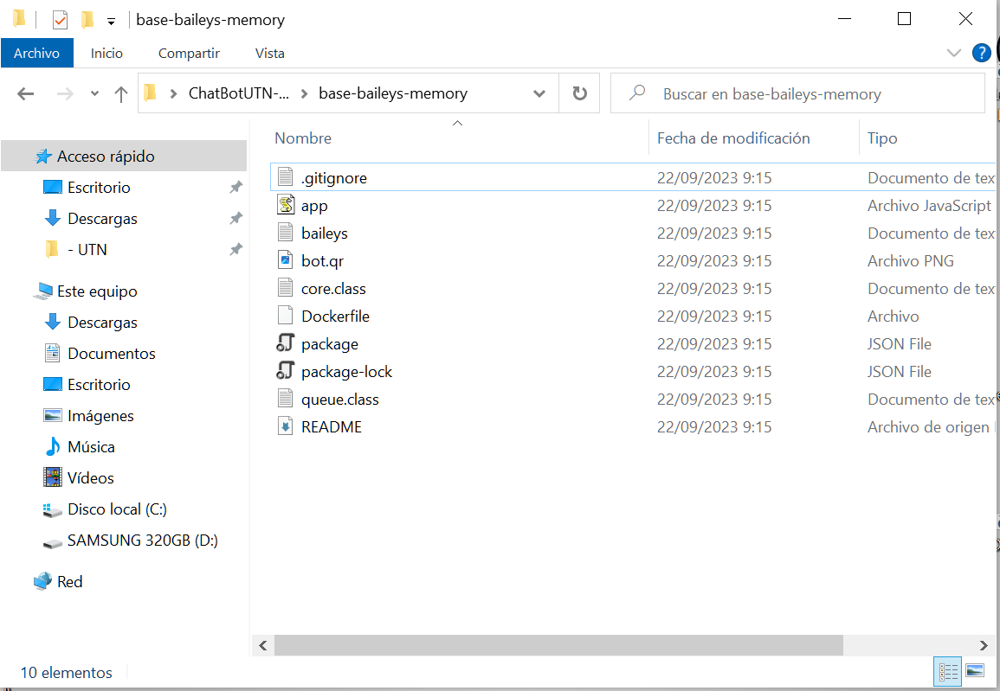 base-baileys-memory
Archivo Inicio Compartir Vista
ChatBotUTN-... base-baileys-memory Buscar en base-baileys-memory
Nombre Fecha de modificación Tipo
Acceso rápido
Escritorio
Descargas
- UTN
Este equipo
Descargas
Documentos
Escritorio
Imágenes
Música
Vídeos
Disco local (C:)
SAMSUNG 320GB (D:)
Red
.gitignore 22/09/2023 9:15 Documento de tex
app 22/09/2023 9:15 Archivo JavaScript
baileys 22/09/2023 9:15 Documento de tex
bot.qr 22/09/2023 9:15 Archivo PNG
core.class 22/09/2023 9:15 Documento de tex
Dockerfile 22/09/2023 9:15 Archivo
package 22/09/2023 9:15 JSON File
package-lock 22/09/2023 9:15 JSON File
queue.class 22/09/2023 9:15 Documento de tex
README 22/09/2023 9:15 Archivo de origen
10 elementos